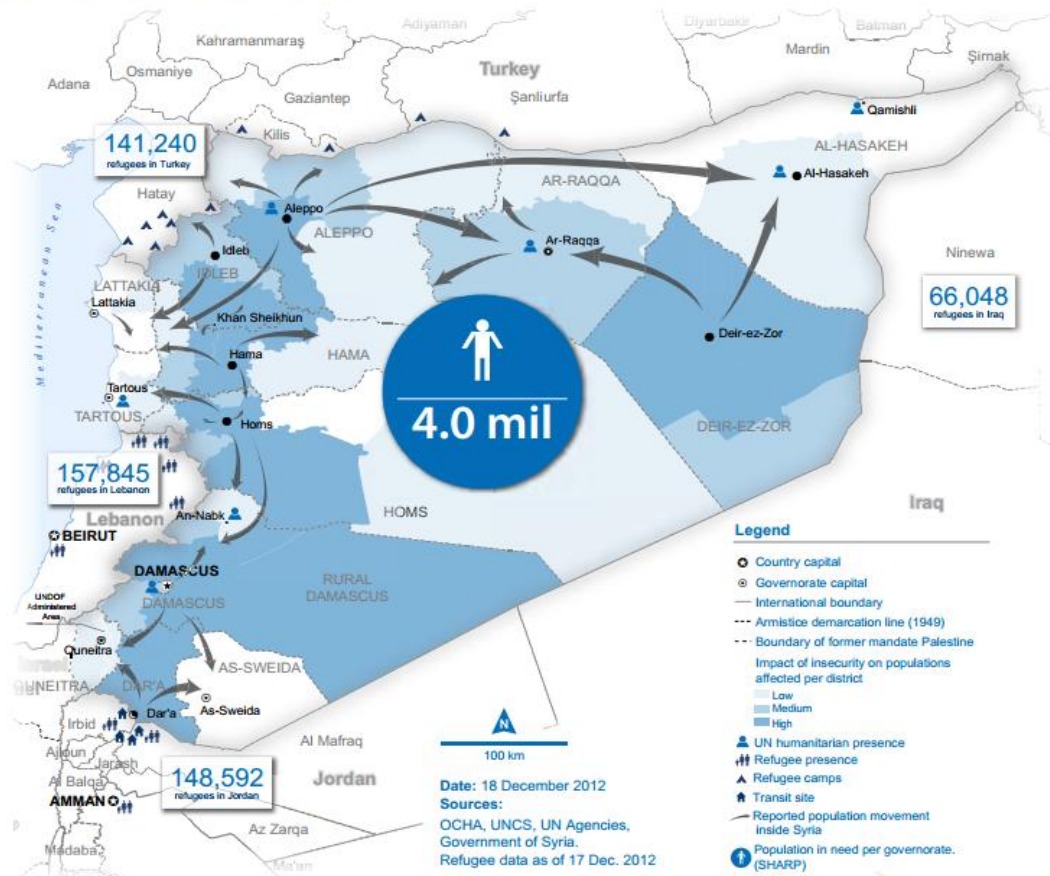 Adiyaman
Diyarbakir
Batman
Kahramanmaraş
Mardin
Şirnak
Osmaniye
Adana
Turkey
Gaziantep
Şanliurfa
Qamishli
Kilis
141,240
refugees in Turkey
AL-HASAKEH
Al-Hasakeh
AR-RAQQA
Hatay
Aleppo
ALEPPO
Ar-Raqqa
Idleb
IDLEB
Ninewa
Mediterranean Sea
LATTAKIA
Lattakia
66,048
refugees in Iraq
Khan Sheikhun
Deir-ez-Zor
Hama
HAMA
4.0 mil
Tartous
TARTOUS
Homs
DEIR-EZ-ZOR
157,845
refugees in Lebanon
Lebanon
An-Nabk
HOMS
Iraq
BEIRUT
DAMASCUS
DAMASCUS
RURAL
DAMASCUS
UNDOF
Administered
Area
Quneitra
Israel
AS-SWEIDA
QUNEITRA
DAR'A
As-Sweida
Irbid
Dar'a
Ajloun
Jarash
Al Mafraq
Al Balqa
148,592
refugees in Jordan
Jordan
AMMAN
Az Zarqa
Madaba
Ma'an
N
100 km
Date: 18 December 2012
Sources:
OCHA, UNCS, UN Agencies,
Government of Syria.
Refugee data as of 17 Dec. 2012
Legend
Country capital
Governorate capital
International boundary
Armistice demarcation line (1949)
Boundary of former mandate Palestine
Impact of insecurity on populations
affected per district
Low
Medium
High
UN humanitarian presence
Refugee presence
Refugee camps
Transit site
Reported population movement
inside Syria
Population in need per governorate.
(SHARP)